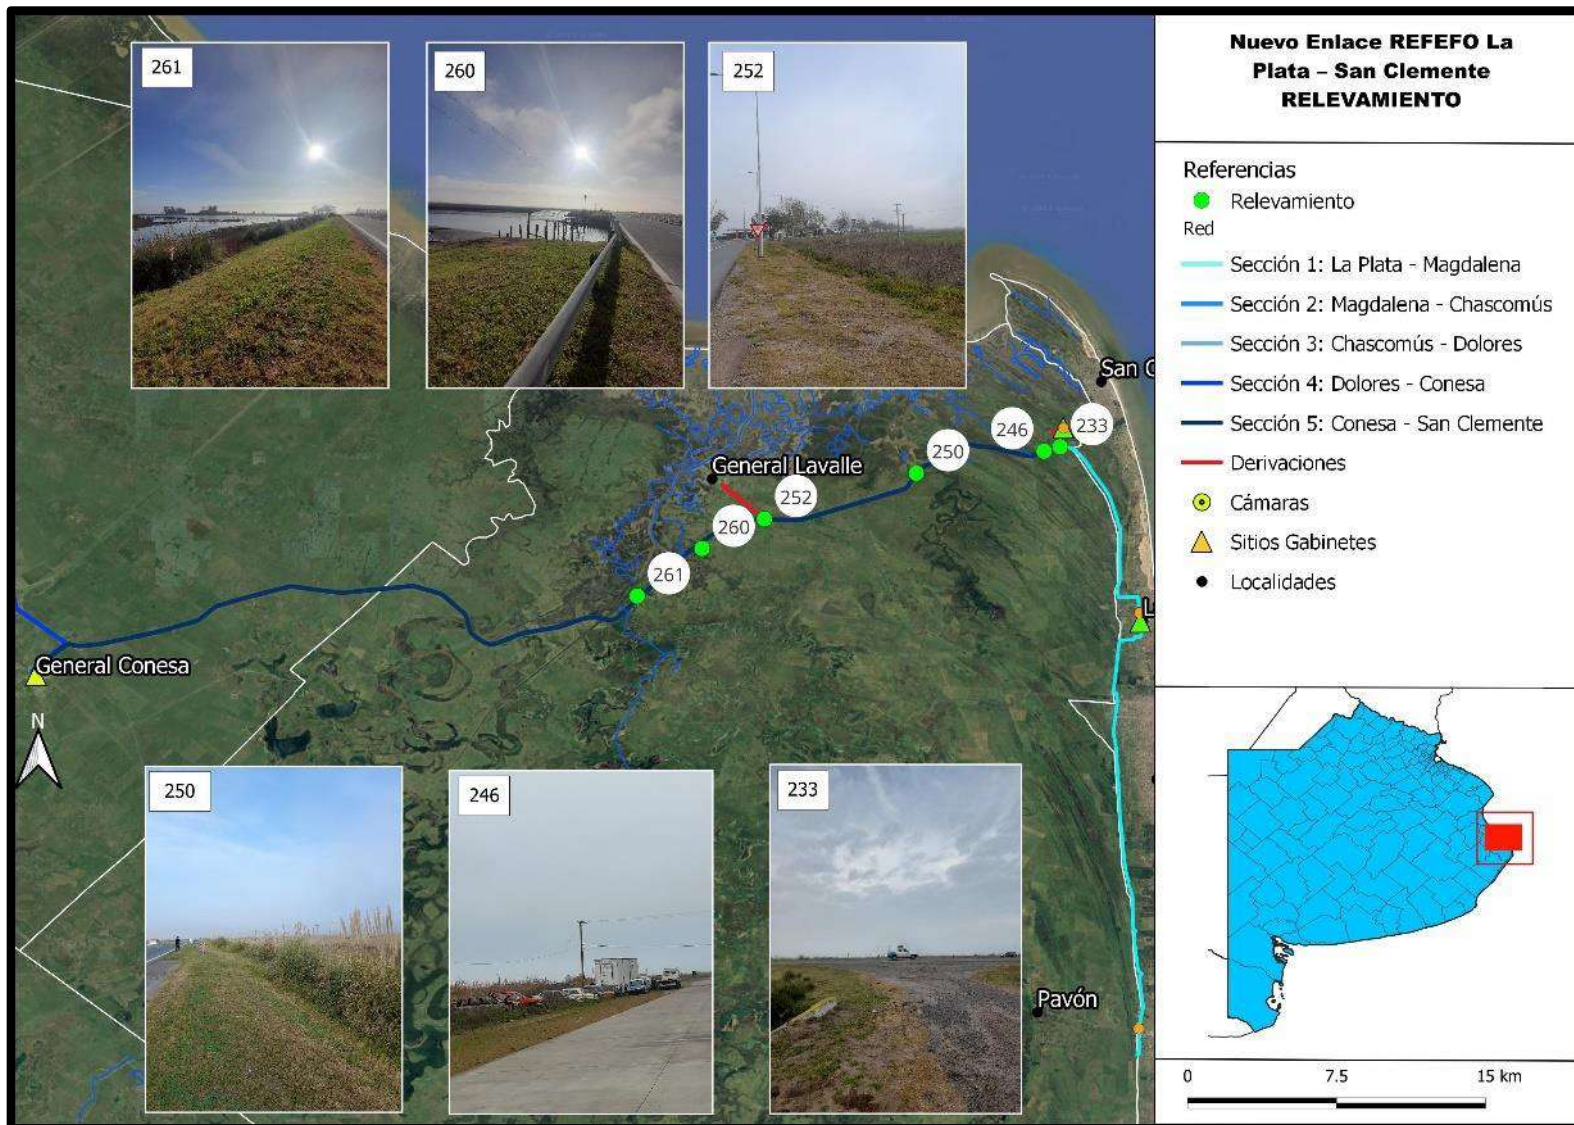 261
260
252
San C
246
233
250
General Lavalle
252
260
261
L
General Conesa
N
250
246
233
Pavón
Nuevo Enlace REFEFO La
Plata – San Clemente
RELEVAMIENTO
Referencias
Relevamiento
Red
Sección 1: La Plata - Magdalena
Sección 2: Magdalena - Chascomús
Sección 3: Chascomús - Dolores
Sección 4: Dolores - Conesa
Sección 5: Conesa - San Clemente
Derivaciones
Cámaras
Sitios Gabinetes
Localidades
0 7.5 15 km